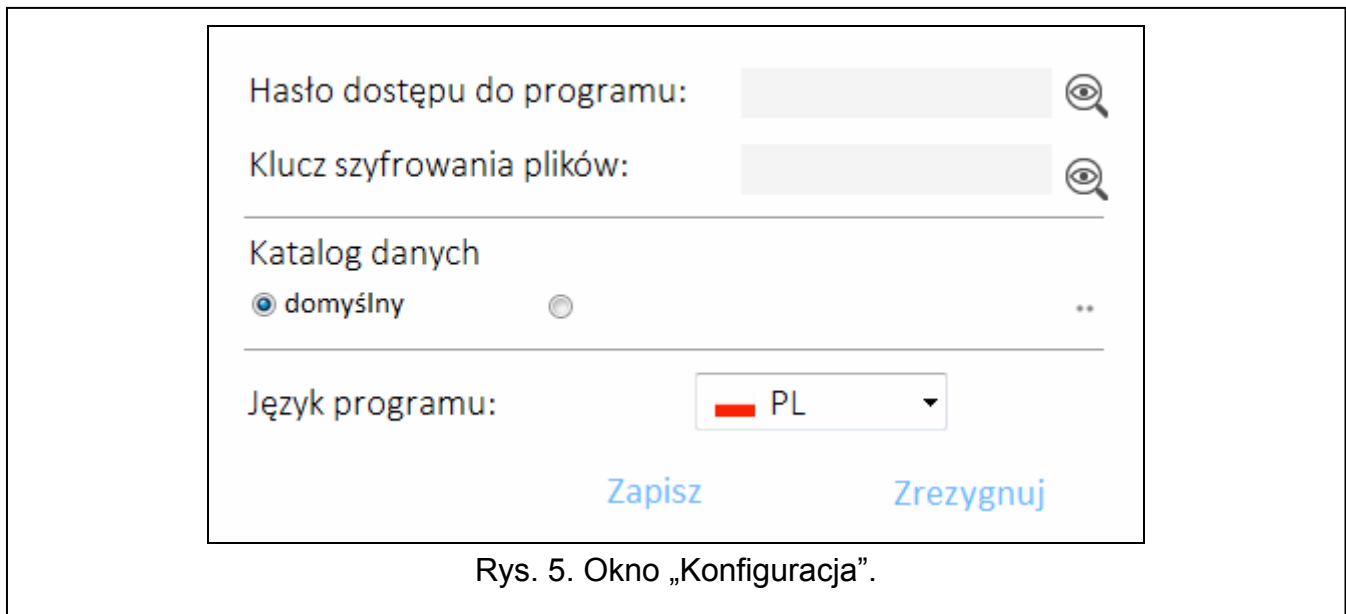 Hasło dostępu do programu:
Klucz szyfrowania plików:
Katalog danych
domyślny
Język programu:
PL
Zapisz
Zrezygnuj
Rys. 5. Okno „Konfiguracja”.